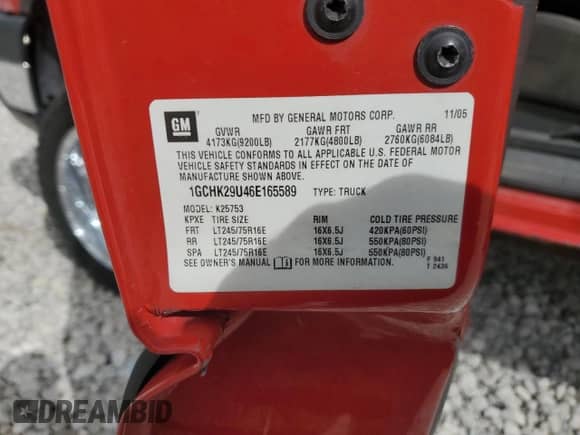 GM
MFD BY GENERAL MOTORS CORP. 11/05
GVWR GAWR FRT GAWR RR
4173KG(9200LB) 2177KG(4800LB) 2760KG(6084LB)
THIS VEHICLE CONFORMS TO ALL APPLICABLE U.S. FEDERAL MOTOR
VEHICLE SAFETY STANDARDS IN EFFECT ON THE DATE OF
MANUFACTURE SHOWN ABOVE.
1GCHK29U46E165589 TYPE: TRUCK
MODEL: K25753
KPXE TIRE SIZE RIM COLD TIRE PRESSURE
FRT LT245/75R16E 16X6.5J 420KPA(60PSI)
RR LT245/75R16E 16X6.5J 550KPA(80PSI)
SPA LT245/75R16E 16X6.5J 550KPA(80PSI)
SEE OWNER'S MANUAL FOR MORE INFORMATION.
F 941
T 2436
DREAMBID